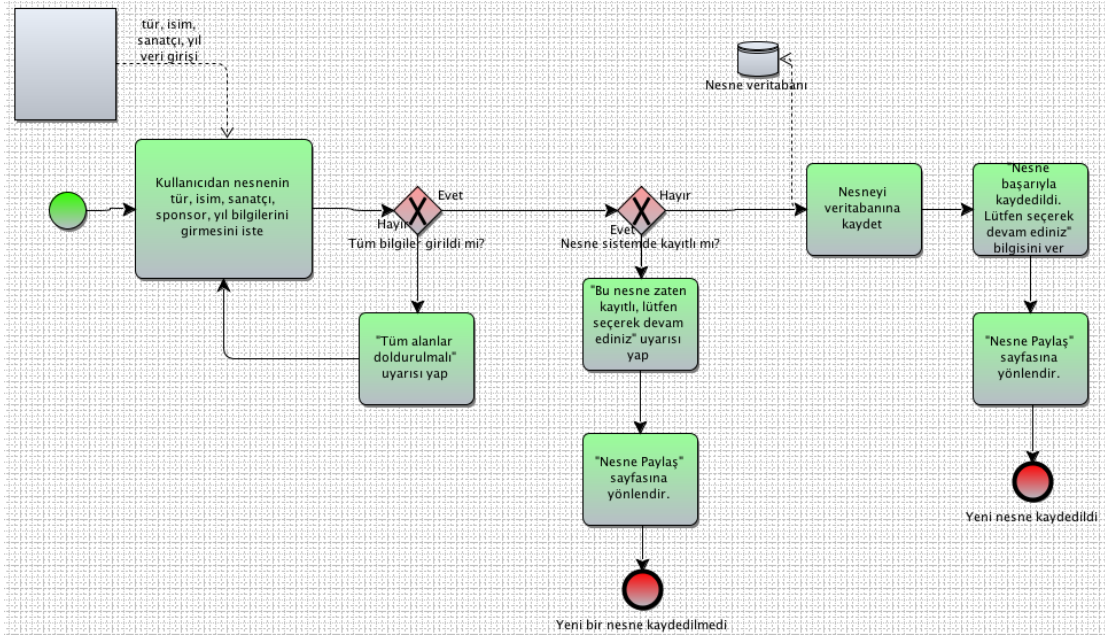 tür, isim,
sanatçı, yıl
veri girişi
Nesne veritabanı
Kullanıcıdan nesnenin
tür, isim, sanatçı,
sponsor, yıl bilgilerini
girmesini iste
Evet
Hayır
Tüm bilgiler girildi mi?
Hayır
Evet
Nesne sistemde kayıtlı mı?
Nesneyi
veritabanına
kaydet
"Nesne
başarıyla
kaydedildi.
Lütfen seçerek
devam ediniz"
bilgisini ver
"Tüm alanlar
doldurulmalı"
uyarısı yap
"Bu nesne zaten
kayıtlı, lütfen
seçerek devam
ediniz" uyarısı
yap
"Nesne Paylaş"
sayfasına
yönlendir.
"Nesne Paylaş"
sayfasına
yönlendir.
Yeni nesne kaydedildi
Yeni bir nesne kaydedilmedi